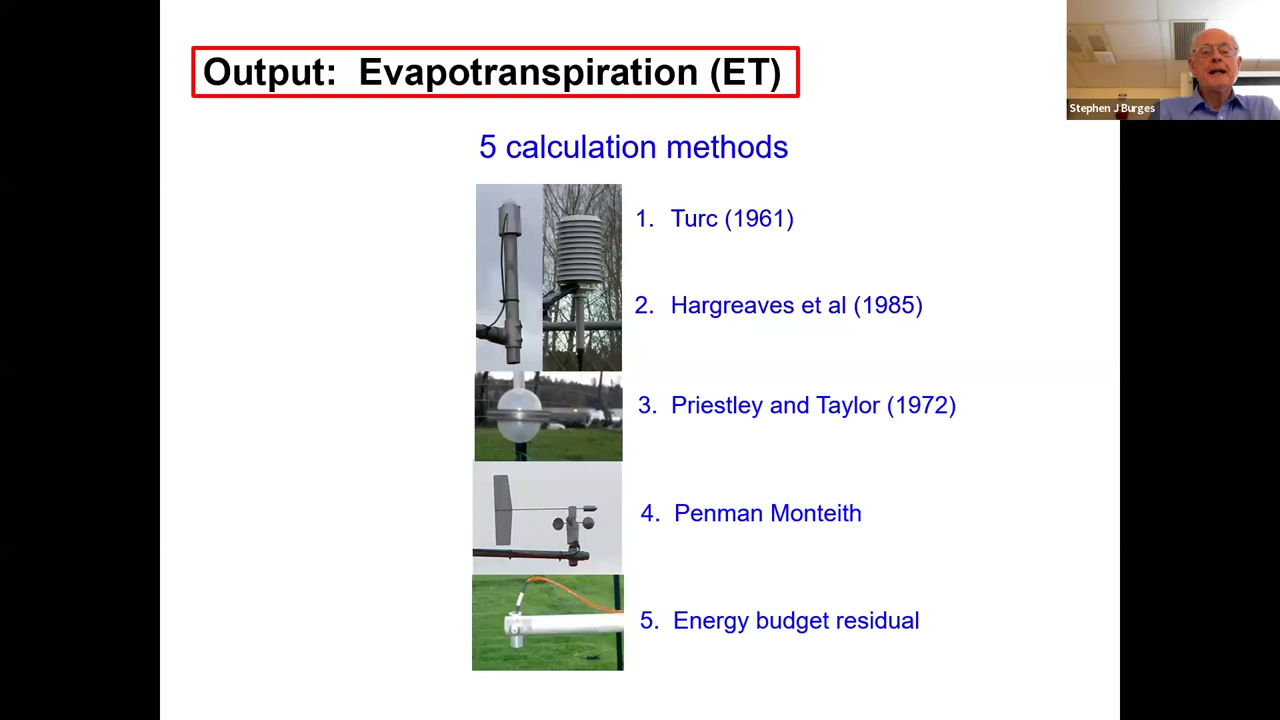 Output: Evapotranspiration (ET)
Stephen J Burges
5 calculation methods
1. Turc (1961)
2. Hargreaves et al (1985)
3. Priestley and Taylor (1972)
4. Penman Monteith
5. Energy budget residual